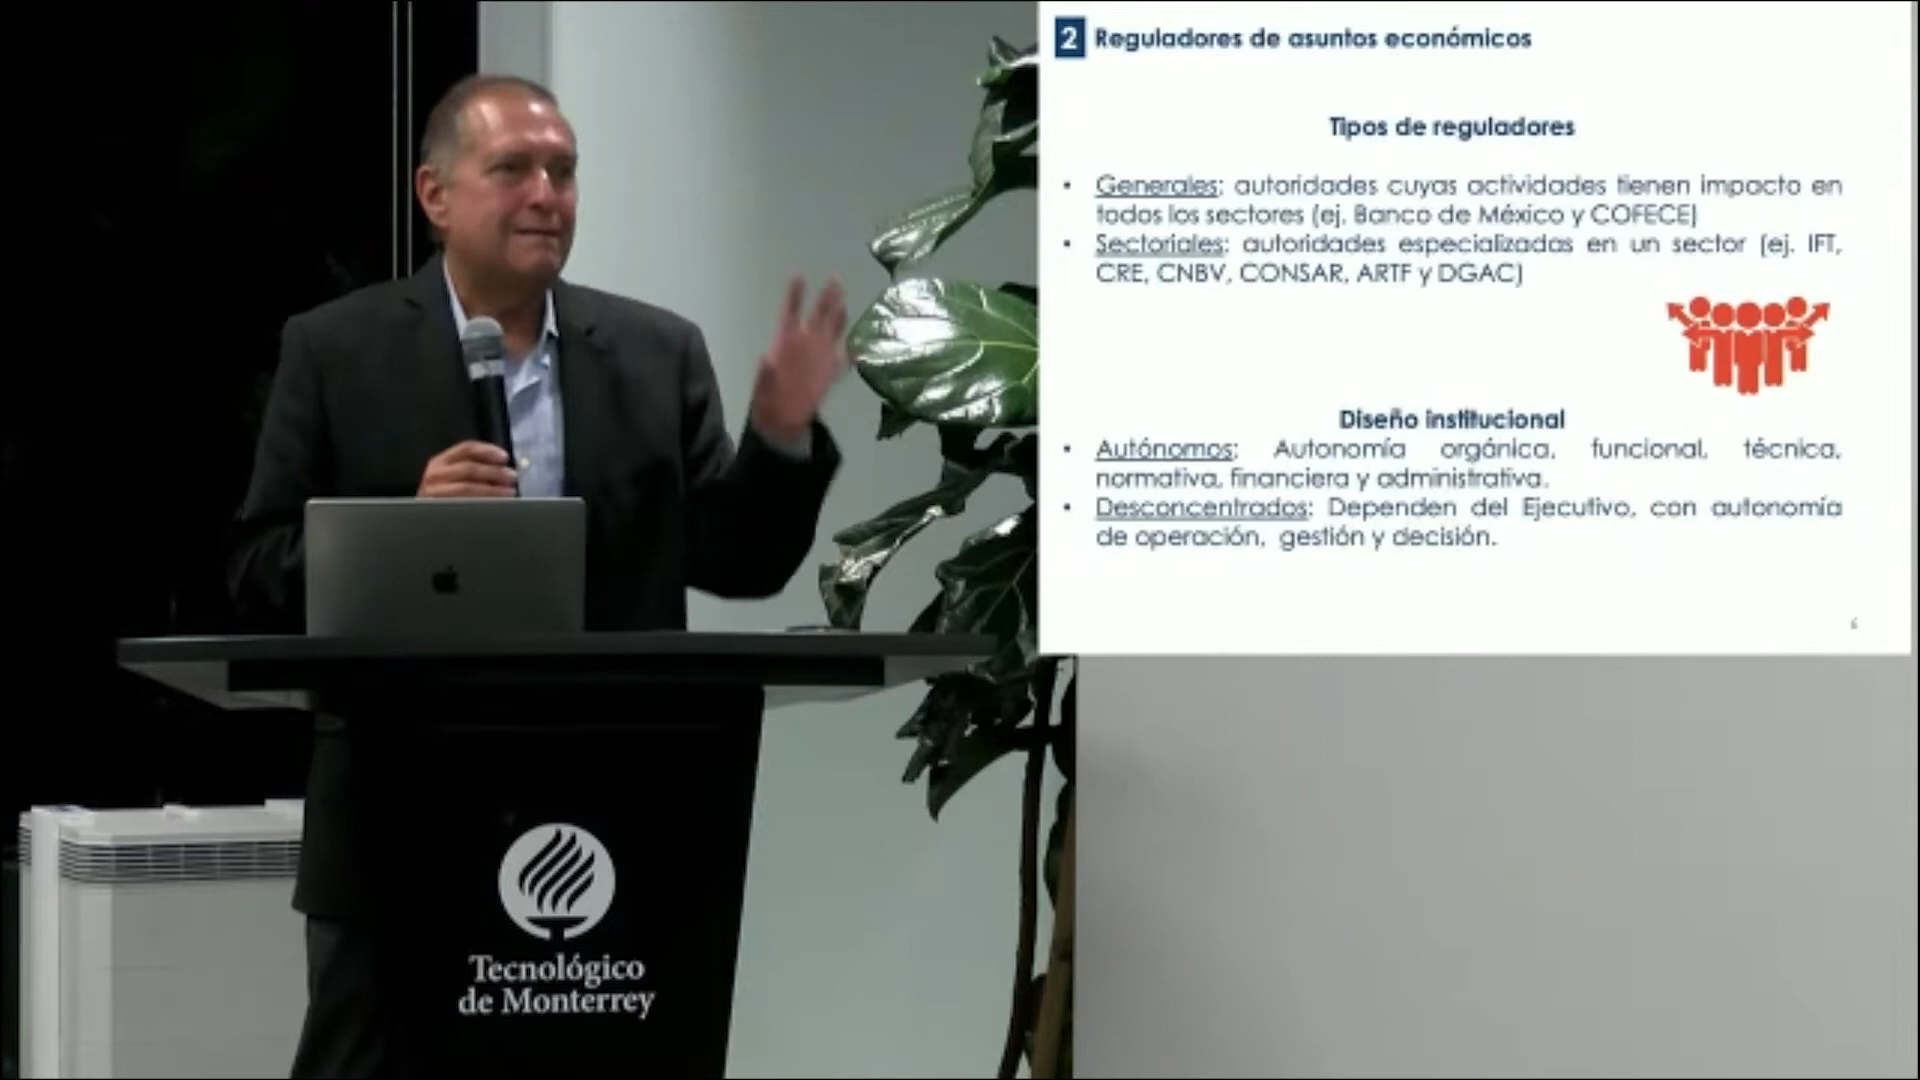 2 Reguladores de asuntos económicos
Tipos de reguladores
• Generales: autoridades cuyas actividades tienen impacto en
todos los sectores (ej. Banco de México y COFECE)
• Sectoriales: autoridades especializadas en un sector (ej. IFT,
CRE, CNBV, CONSAR, ARTF y DGAC)
Diseño institucional
• Autónomos: Autonomía orgánica, funcional, técnica,
normativa, financiera y administrativa.
• Desconcentrados: Dependen del Ejecutivo, con autonomía
de operación, gestión y decisión.
Tecnológico
de Monterrey